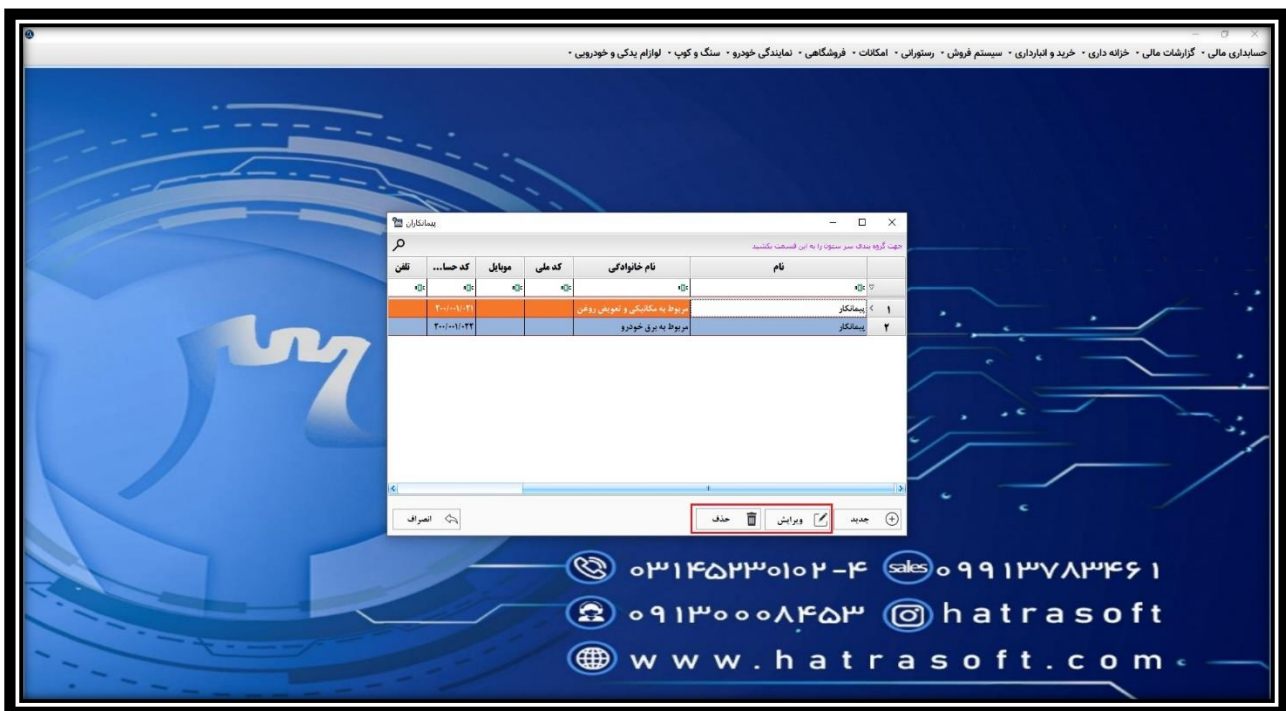 حسابداری مالی - گزارشات مالی - خزانه داری - خرید و انبارداری - سیستم فروش - رستورانی - امکانات - فروشگاهی - نمایندگی خودرو - سنگ و کوپ - لوازم یدکی و خودرویی -
پیمانکاران
جهت گروه بندی سر ستون را به این قسمت بکشید
نام نام خانوادگی کد ملی موبایل کد حسا... تلفن
۱ پیمانکار مربوط به مکانیکی و تعویض روغن ۲۰۰/۰۰۱/۰۲۱
۲ پیمانکار مربوط به برق خودرو ۲۰۰/۰۰۱/۰۲۲
جدید ویرایش حذف انصراف
۰۳۱۴۵۲۳۰۱۰۲-۴ sales ۰۹۹۱۳۷۸۳۴۶۱
۰۹۱۳۰۰۰۸۴۵۳ hatrasoft
www.hatrasoft.com